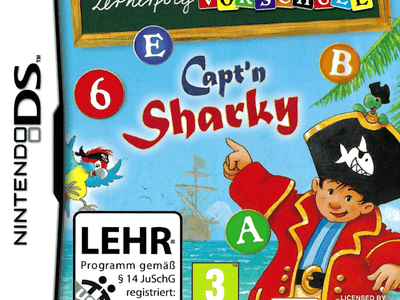 Lernerfolg VORSCHULE
E
Capt'n
B
6
Sharky
NINTENDO DS
A
LEHR-
Programm gemäß
§ 14 JuSchG
registriert:
3
LICENSED BY